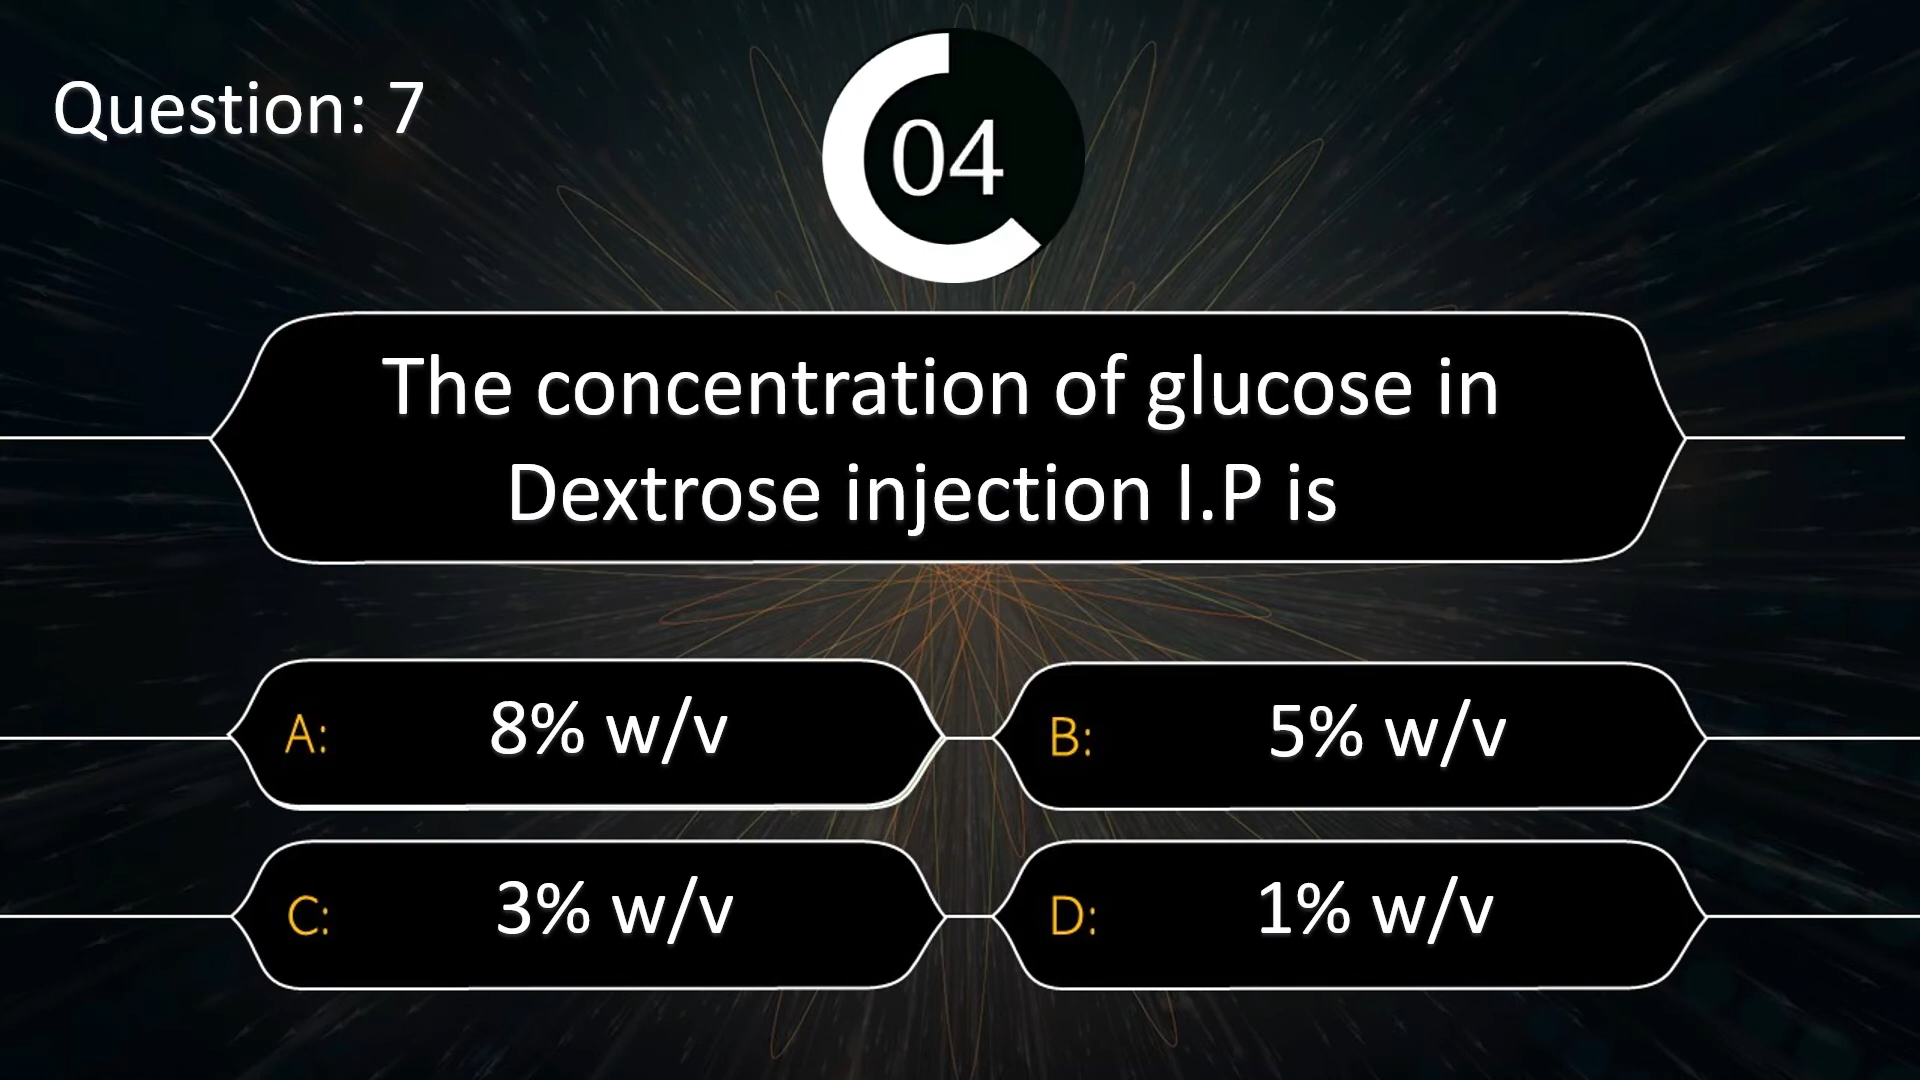 Question: 7
04
The concentration of glucose in
Dextrose injection I.P is
A: 8% w/v
B: 5% w/v
C: 3% w/v
D: 1% w/v